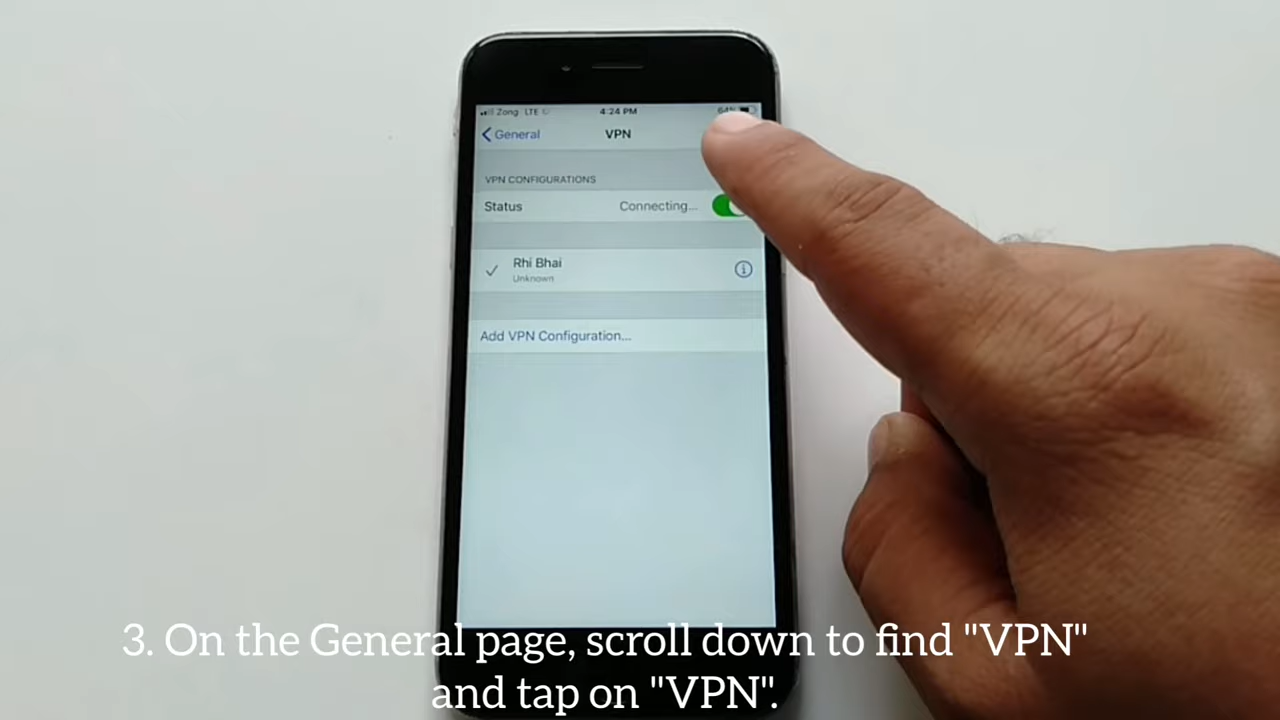 Zong LTE 4:24 PM 64%
General VPN
VPN CONFIGURATIONS
Status Connecting...
Rhi Bhai
Unknown
Add VPN Configuration...
3. On the General page, scroll down to find "VPN"
and tap on "VPN".